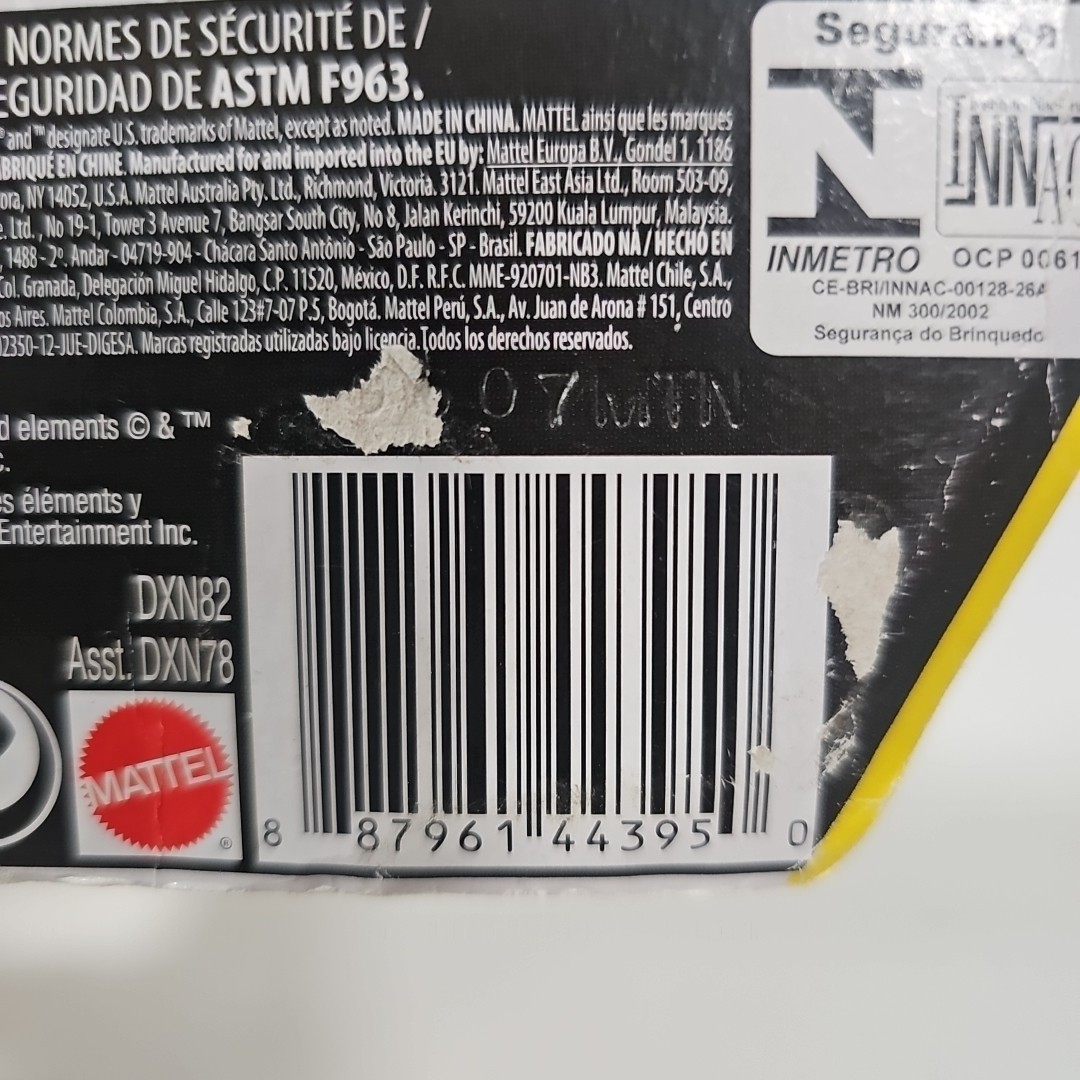 NORMES DE SÉCURITÉ DE /
EGURIDAD DE ASTM F963.
® and ™ designate U.S. trademarks of Mattel, except as noted. MADE IN CHINA. MATTEL ainsi que les marques
ABRIQUÉ EN CHINE. Manufactured for and imported into the EU by: Mattel Europa B.V., Gondel 1, 1186
ora, NY 14052, U.S.A. Mattel Australia Pty. Ltd., Richmond, Victoria. 3121. Mattel East Asia Ltd., Room 503-09,
e. Ltd., No 19-1, Tower 3 Avenue 7, Bangsar South City, No 8, Jalan Kerinchi, 59200 Kuala Lumpur, Malaysia.
, 1488 - 2º. Andar - 04719-904 - Chácara Santo Antônio - São Paulo - SP - Brasil. FABRICADO NA / HECHO EN
Col. Granada, Delegación Miguel Hidalgo, C.P. 11520, México, D.F. R.F.C. MME-920701-NB3. Mattel Chile, S.A.,
os Aires. Mattel Colombia, S.A., Calle 123#7-07 P.5, Bogotá. Mattel Perú, S.A., Av. Juan de Arona # 151, Centro
02350-12-JUE-DIGESA. Marcas registradas utilizadas bajo licencia. Todos los derechos reservados.
Segurança
INNAC
INMETRO OCP 0061
CE-BRI/INNAC-00128-26A
NM 300/2002
Segurança do Brinquedo
d elements © & ™
C.
es éléments y
Entertainment Inc.
DXN82
Asst. DXN78
MATTEL
®
8 87961 44395 0